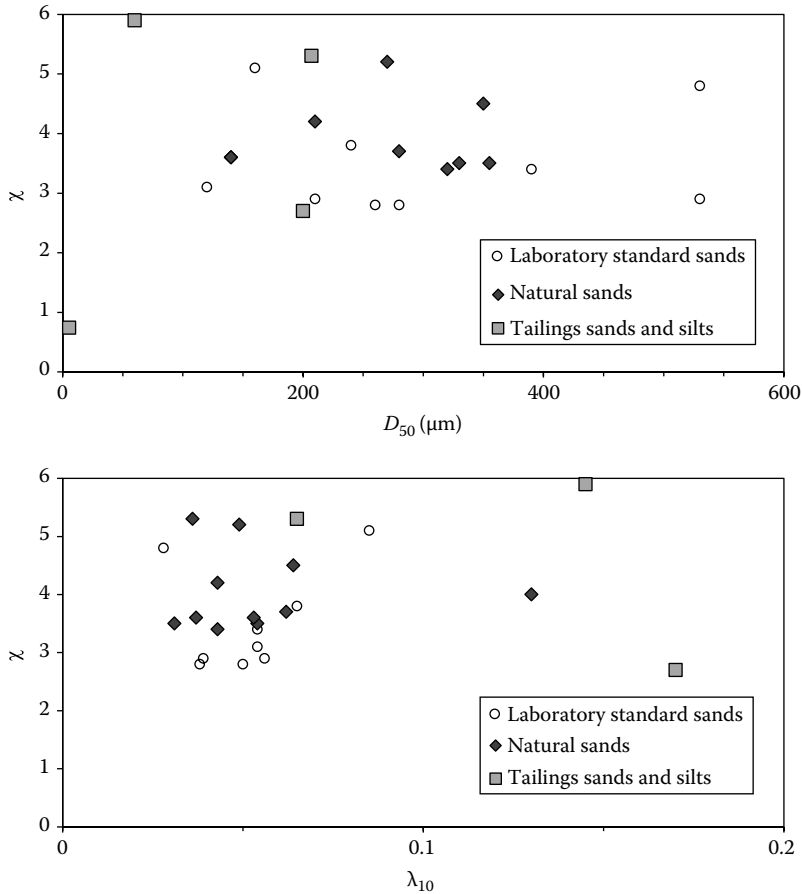 6
5
4
χ
3
2
1
0
Laboratory standard sands
Natural sands
Tailings sands and silts
0 200 400 600
D50 (μm)
6
5
4
χ
3
2
1
0
Laboratory standard sands
Natural sands
Tailings sands and silts
0 0.1 0.2
λ10